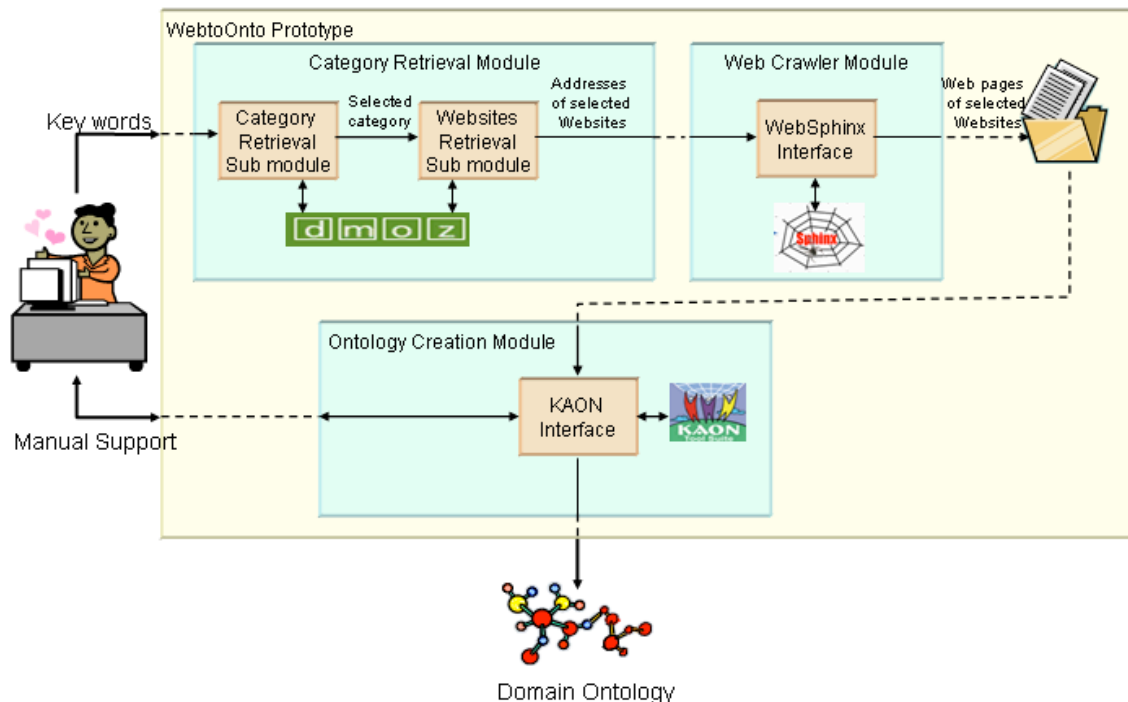 WebtoOnto Prototype
Category Retrieval Module
Web Crawler Module
Key words
Category
Retrieval
Sub module
Selected
category
Websites
Retrieval
Sub module
Addresses
of selected
Websites
WebSphinx
Interface
Web pages
of selected
Websites
dmoz
Sphinx
Ontology Creation Module
KAON
Interface
KAON
Tool Suite
Manual Support
Domain Ontology